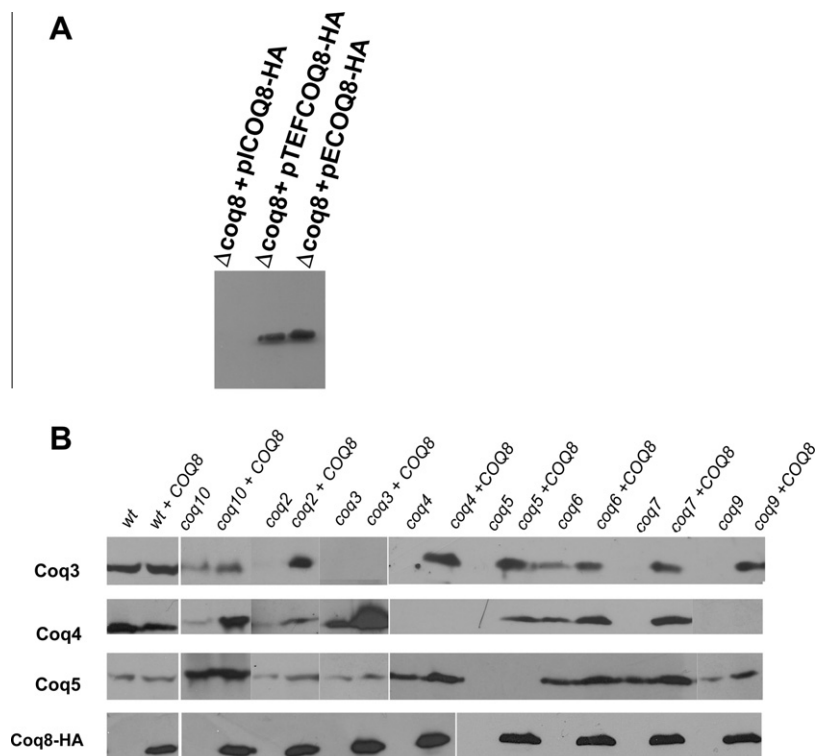 A
Δcoq8+pICOQ8-HA
Δcoq8+pTEFCOQ8-HA
Δcoq8+pECOQ8-HA
B
wt
wt + COQ8
coq10
coq10 + COQ8
coq2
coq2 + COQ8
coq3
coq3 + COQ8
coq4
coq4 +COQ8
coq5
coq5 +COQ8
coq6
coq6 +COQ8
coq7
coq7 +COQ8
coq9
coq9 +COQ8
Coq3
Coq4
Coq5
Coq8-HA